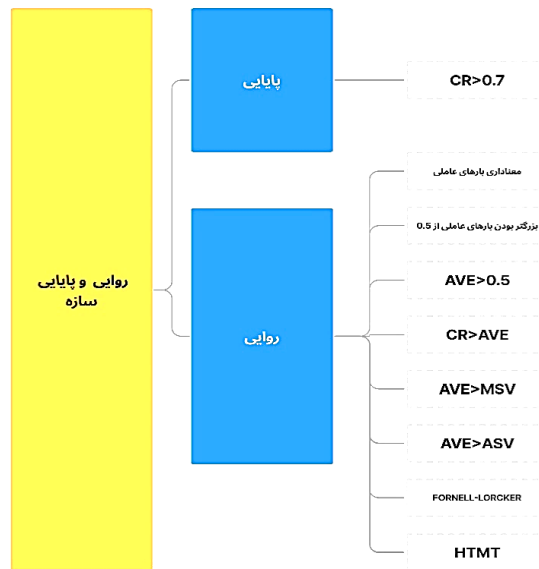 روایی و پایایی
سازه
پایایی
CR>0.7
روایی
معناداری بارهای عاملی
بزرگتر بودن بارهای عاملی از 0.5
AVE>0.5
CR>AVE
AVE>MSV
AVE>ASV
FORNELL-LORCKER
HTMT